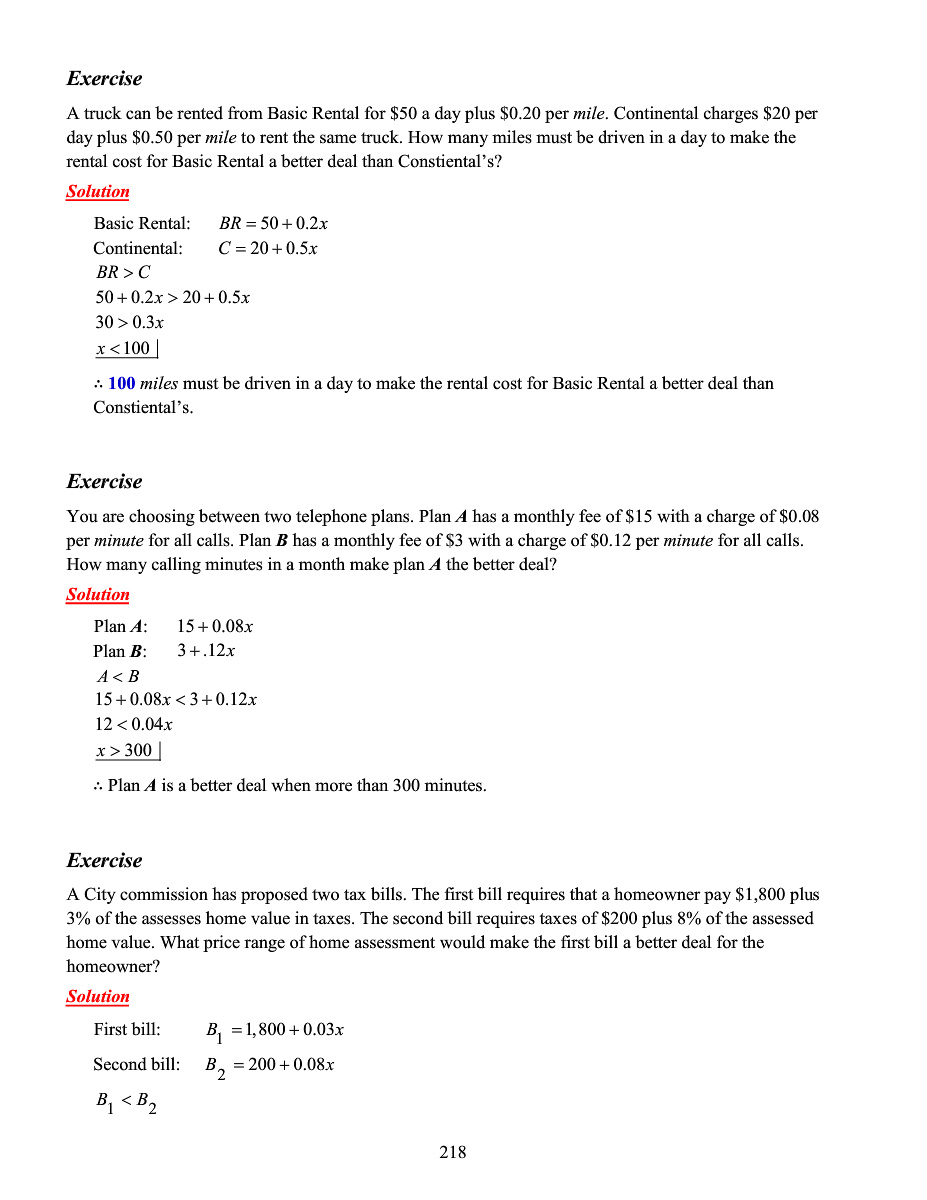 Exercise
A truck can be rented from Basic Rental for $50 a day plus $0.20 per mile. Continental charges $20 per
day plus $0.50 per mile to rent the same truck. How many miles must be driven in a day to make the
rental cost for Basic Rental a better deal than Constiental's?
Solution
Basic Rental: BR = 50 + 0.2x
Continental: C = 20 + 0.5x
BR > C
50 + 0.2x > 20 + 0.5x
30 > 0.3x
x < 100
∴ 100 miles must be driven in a day to make the rental cost for Basic Rental a better deal than
Constiental's.
Exercise
You are choosing between two telephone plans. Plan A has a monthly fee of $15 with a charge of $0.08
per minute for all calls. Plan B has a monthly fee of $3 with a charge of $0.12 per minute for all calls.
How many calling minutes in a month make plan A the better deal?
Solution
Plan A: 15 + 0.08x
Plan B: 3 + .12x
A < B
15 + 0.08x < 3 + 0.12x
12 < 0.04x
x > 300
∴ Plan A is a better deal when more than 300 minutes.
Exercise
A City commission has proposed two tax bills. The first bill requires that a homeowner pay $1,800 plus
3% of the assesses home value in taxes. The second bill requires taxes of $200 plus 8% of the assessed
home value. What price range of home assessment would make the first bill a better deal for the
homeowner?
Solution
First bill: B₁ = 1,800 + 0.03x
Second bill: B₂ = 200 + 0.08x
B₁ < B₂
218